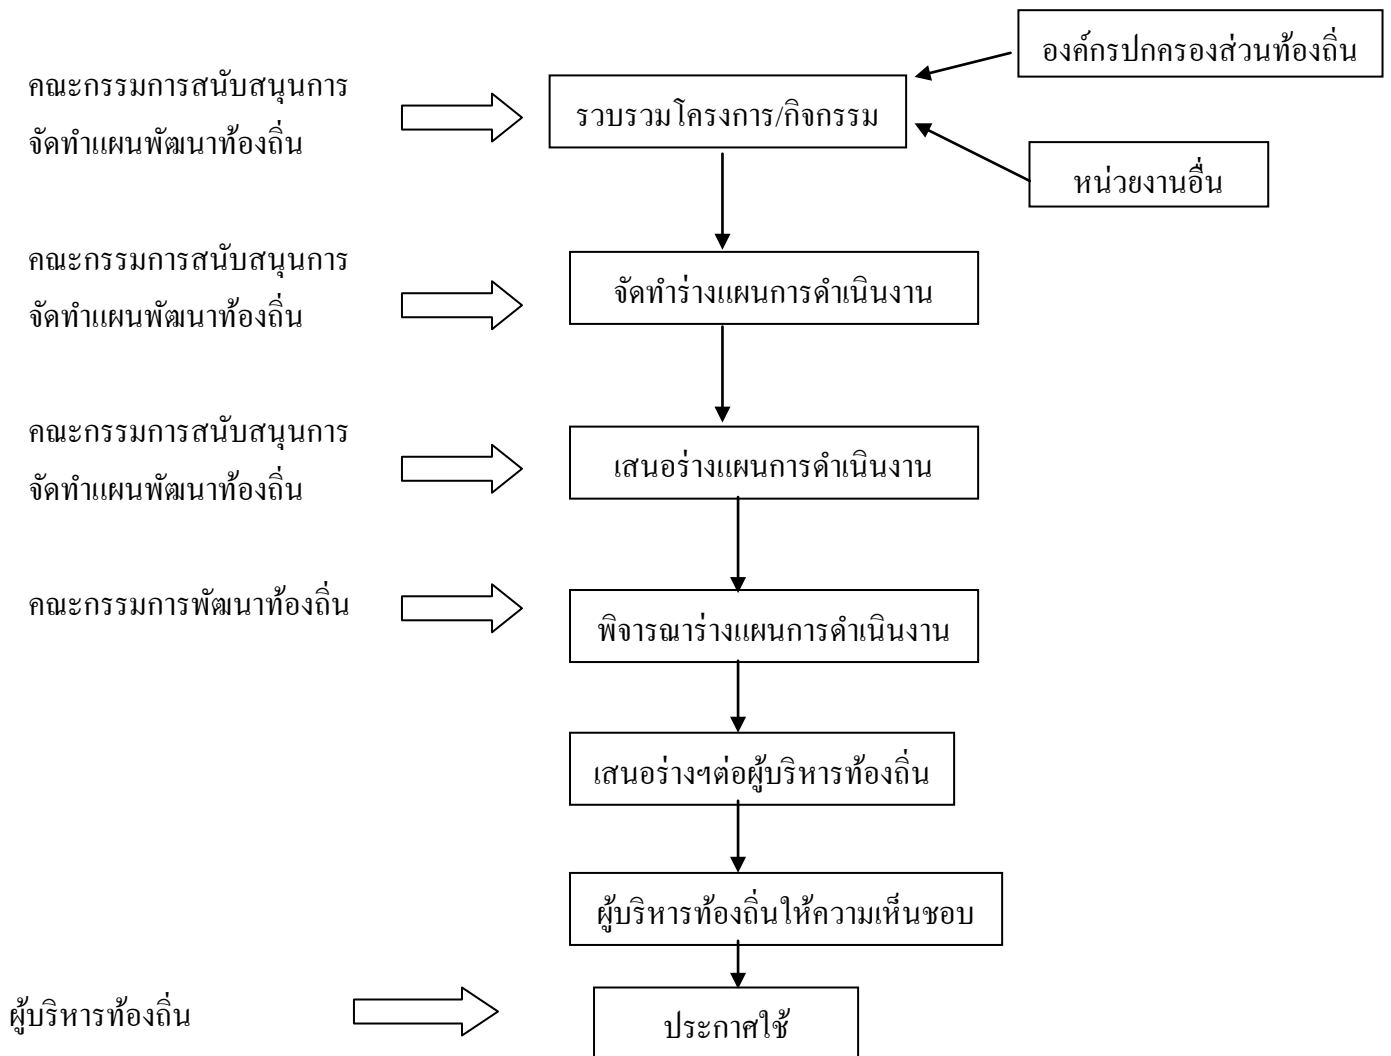 องค์กรปกครองส่วนท้องถิ่น
คณะกรรมการสนับสนุนการ
จัดทำแผนพัฒนาท้องถิ่น
รวบรวมโครงการ/กิจกรรม
หน่วยงานอื่น
คณะกรรมการสนับสนุนการ
จัดทำแผนพัฒนาท้องถิ่น
จัดทำร่างแผนการดำเนินงาน
คณะกรรมการสนับสนุนการ
จัดทำแผนพัฒนาท้องถิ่น
เสนอร่างแผนการดำเนินงาน
คณะกรรมการพัฒนาท้องถิ่น
พิจารณาร่างแผนการดำเนินงาน
เสนอร่างฯต่อผู้บริหารท้องถิ่น
ผู้บริหารท้องถิ่นให้ความเห็นชอบ
ผู้บริหารท้องถิ่น
ประกาศใช้